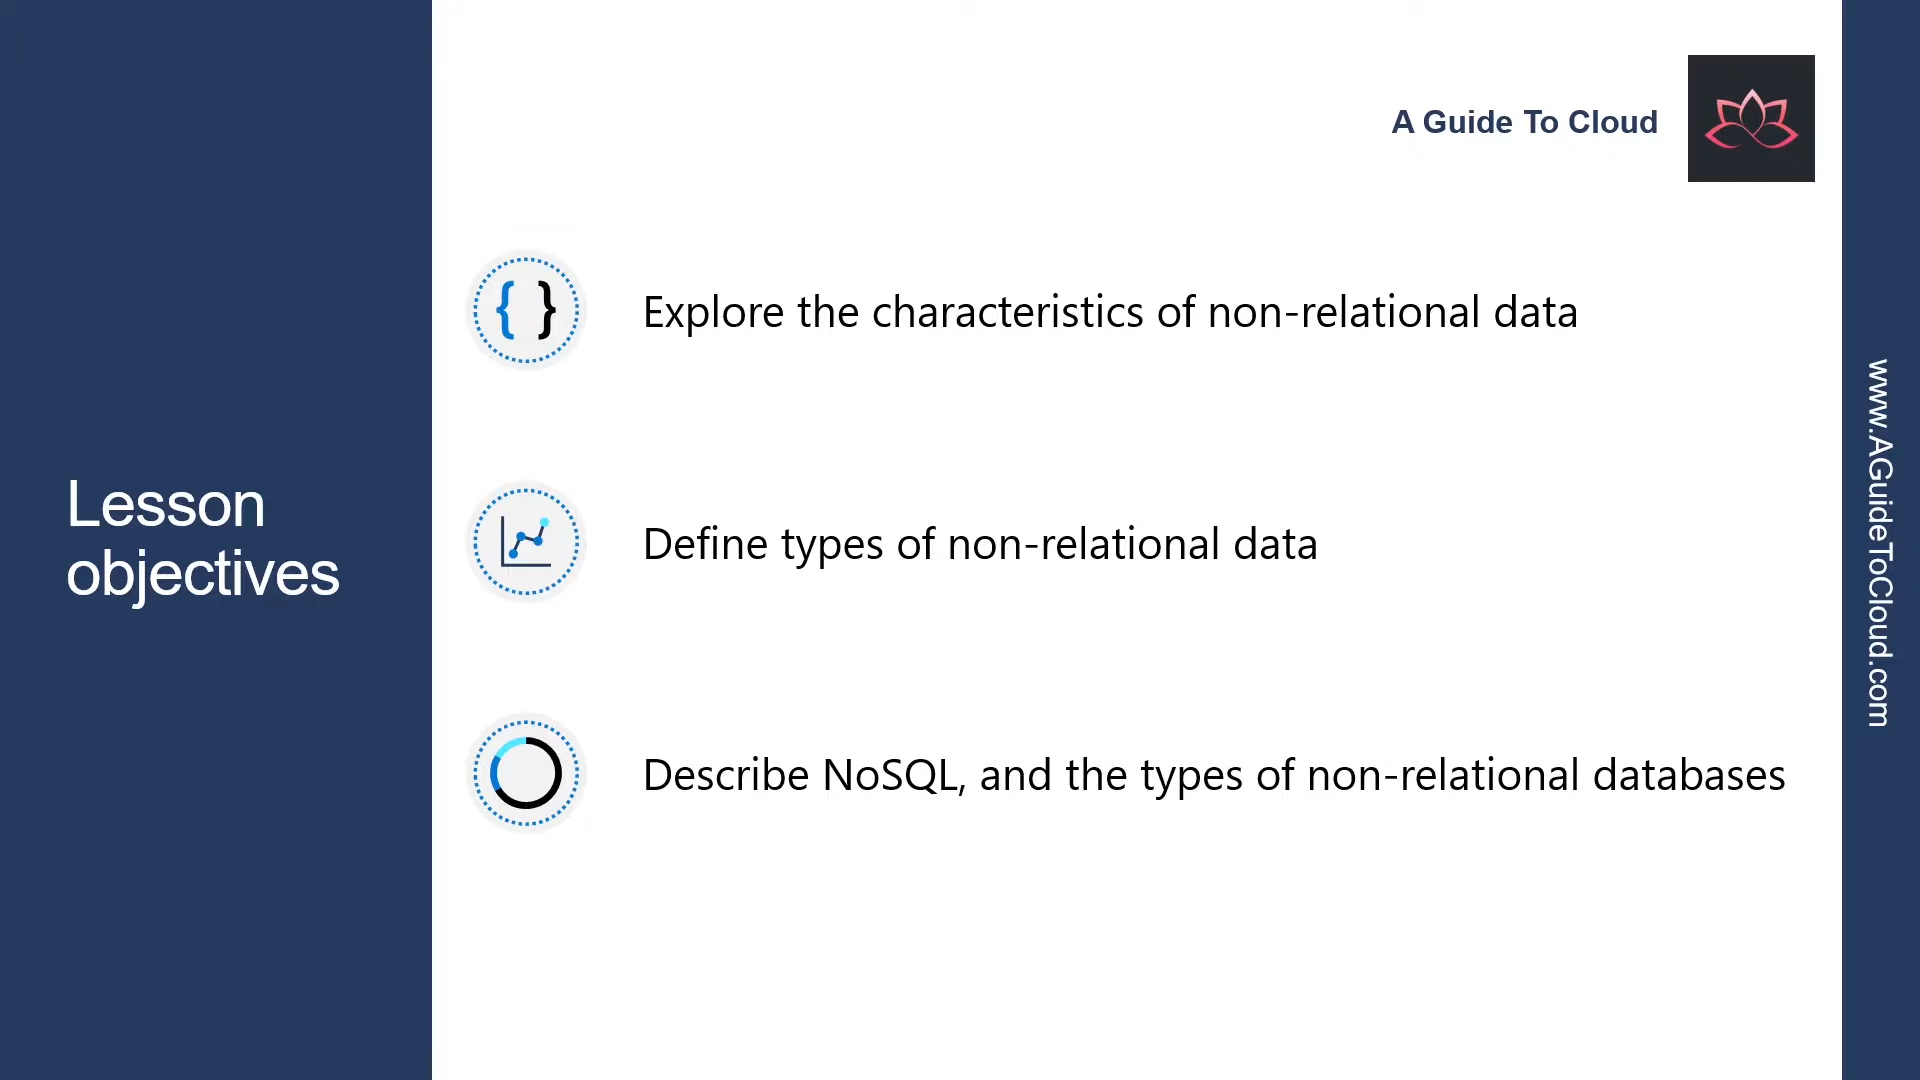 Lesson
objectives
A Guide To Cloud
{ }
Explore the characteristics of non-relational data
Define types of non-relational data
Describe NoSQL, and the types of non-relational databases
www.AGuideToCloud.com